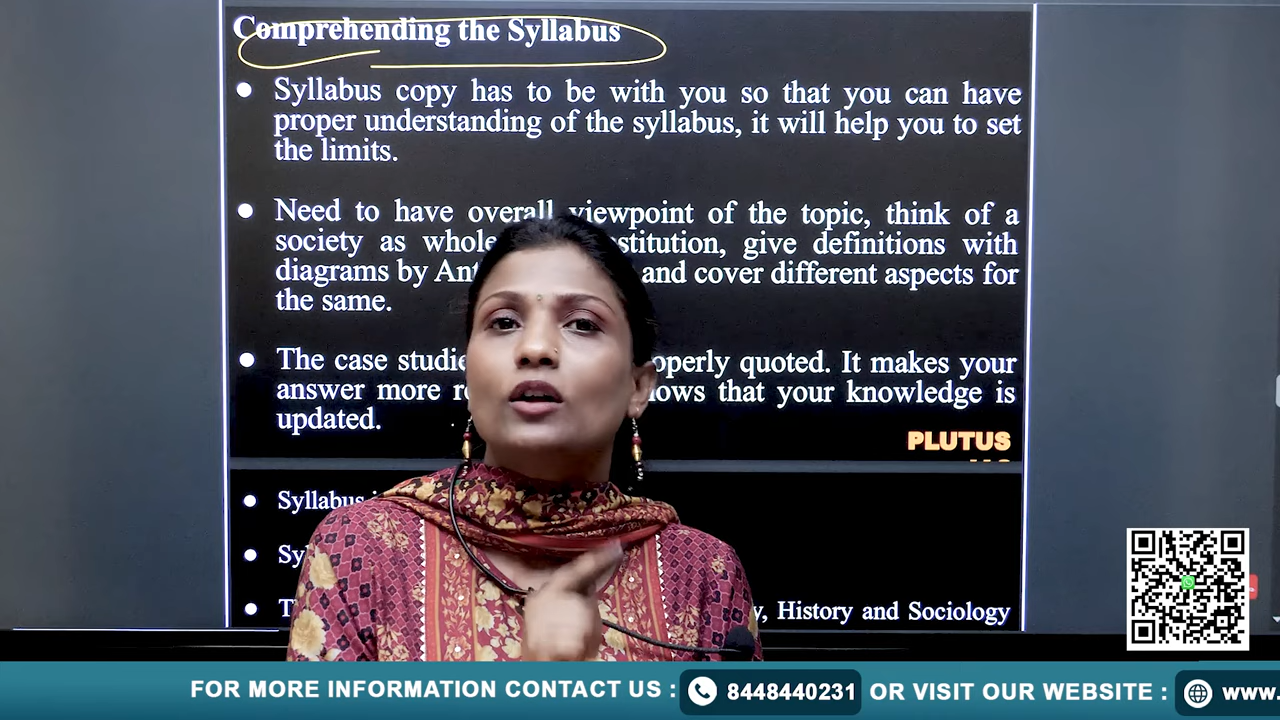 Comprehending the Syllabus
Syllabus copy has to be with you so that you can have
proper understanding of the syllabus, it will help you to set
the limits.
Need to have overall viewpoint of the topic, think of a
society as whole give definitions with
diagrams by and cover different aspects for
the same.
The case quoted. It makes your
answer more that your knowledge is
updated.
PLUTUS
Syllabus
History and Sociology
FOR MORE INFORMATION CONTACT US : 8448440231 OR VISIT OUR WEBSITE : www.